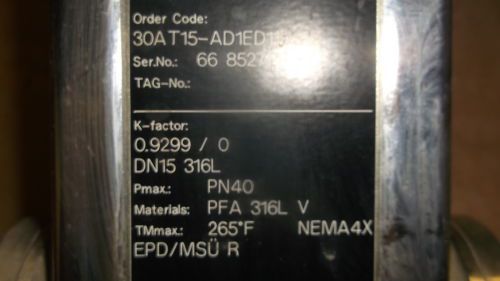 Order Code:
30AT15-AD1ED1
Ser.No.: 66 8527
TAG-No.:
K-factor:
0.9299 / 0
DN15 316L
Pmax.: PN40
Materials: PFA 316L V
TMmax.: 265°F NEMA4X
EPD/MSÜ R